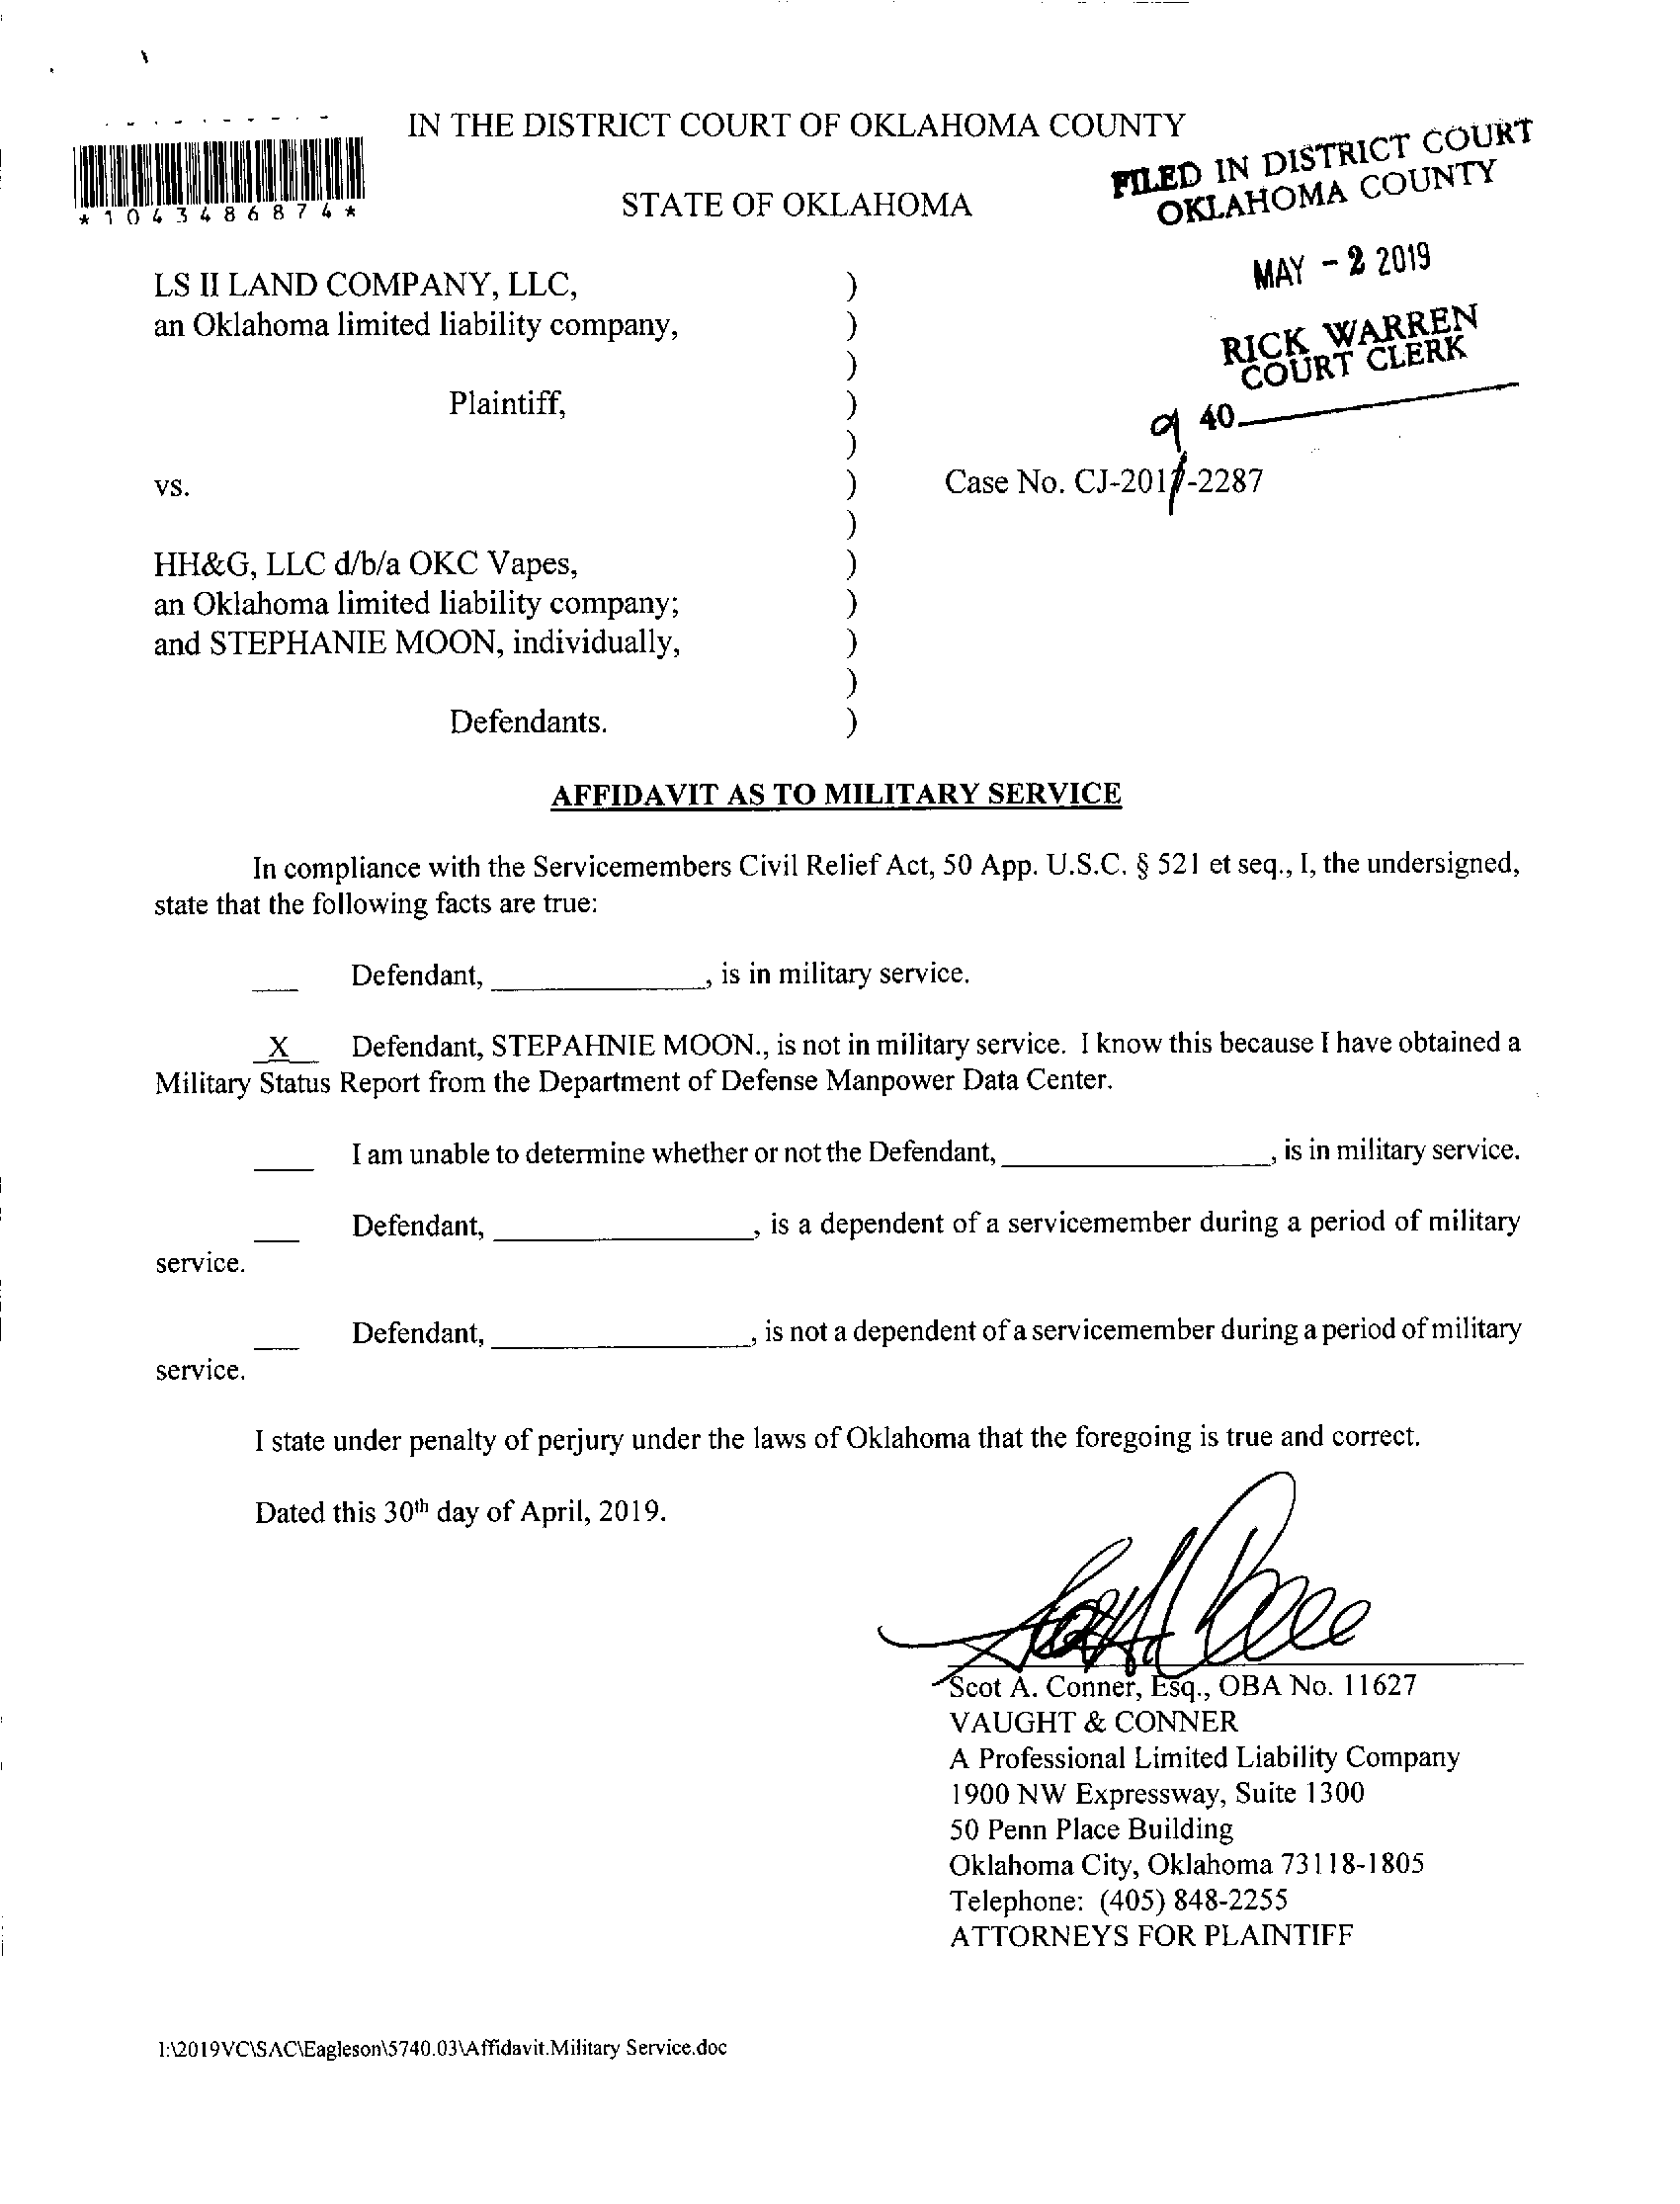 IN THE DISTRICT COURT OF OKLAHOMA COUNTY
STATE OF OKLAHOMA
*1043486874*
FILED IN DISTRICT COURT
OKLAHOMA COUNTY
MAY - 2 2019
RICK WARREN
COURT CLERK
40
LS II LAND COMPANY, LLC, )
an Oklahoma limited liability company, )
)
Plaintiff, )
)
vs. ) Case No. CJ-201 -2287
9
)
HH&G, LLC d/b/a OKC Vapes, )
an Oklahoma limited liability company; )
and STEPHANIE MOON, individually, )
)
Defendants. )
AFFIDAVIT AS TO MILITARY SERVICE
In compliance with the Servicemembers Civil Relief Act, 50 App. U.S.C. § 521 et seq., I, the undersigned,
state that the following facts are true:
___ Defendant, _______________, is in military service.
_X_ Defendant, STEPAHNIE MOON., is not in military service. I know this because I have obtained a
Military Status Report from the Department of Defense Manpower Data Center.
____ I am unable to determine whether or not the Defendant, ___________________, is in military service.
___ Defendant, __________________, is a dependent of a servicemember during a period of military
service.
___ Defendant, __________________, is not a dependent of a servicemember during a period of military
service.
I state under penalty of perjury under the laws of Oklahoma that the foregoing is true and correct.
Dated this 30th day of April, 2019.
Scot A. Conner, Esq., OBA No. 11627
VAUGHT & CONNER
A Professional Limited Liability Company
1900 NW Expressway, Suite 1300
50 Penn Place Building
Oklahoma City, Oklahoma 73118-1805
Telephone: (405) 848-2255
ATTORNEYS FOR PLAINTIFF
I:\2019VC\SAC\Eagleson\5740.03\Affidavit.Military Service.doc